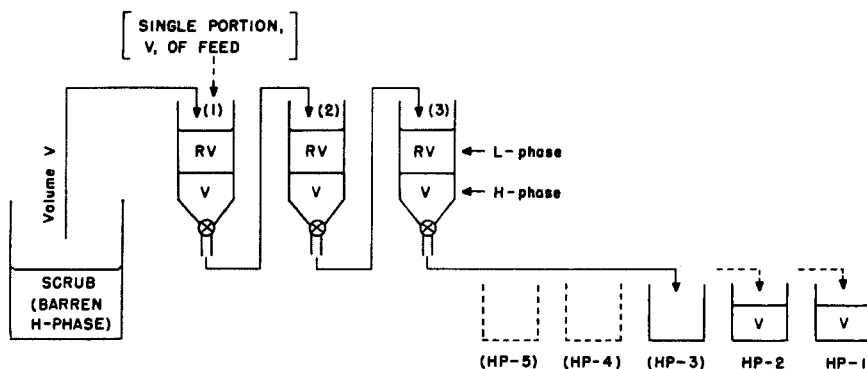 SINGLE PORTION,
V, OF FEED
(1)
(2)
(3)
Volume V
RV
RV
RV
L-phase
V
V
V
H-phase
SCRUB
(BARREN
H-PHASE)
V
V
(HP-5)
(HP-4)
(HP-3)
HP-2
HP-1